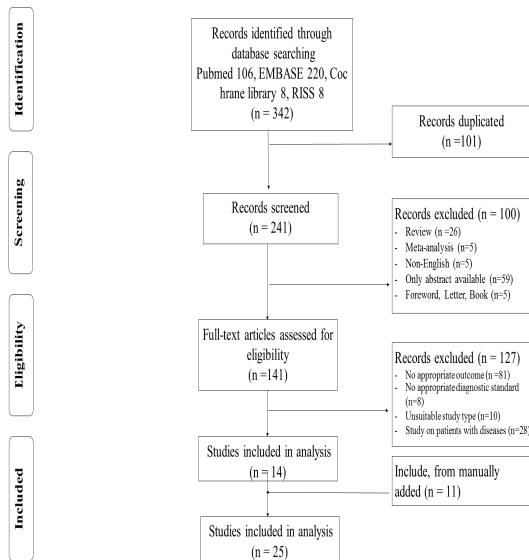 Identification
Records identified through
database searching
Pubmed 106, EMBASE 220, Coc
hrane library 8, RISS 8
(n = 342)
Records duplicated
(n =101)
Screening
Records screened
(n = 241)
Records excluded (n = 100)
- Review (n =26)
- Meta-analysis (n=5)
- Non-English (n=5)
- Only abstract available (n=59)
- Foreword, Letter, Book (n=5)
Eligibility
Full-text articles assessed for
eligibility
(n =141)
Records excluded (n = 127)
- No appropriate outcome (n =81)
- No appropriate diagnostic standard
(n=8)
- Unsuitable study type (n=10)
- Study on patients with diseases (n=28)
Included
Studies included in analysis
(n = 14)
Include, from manually
added (n = 11)
Studies included in analysis
(n = 25)